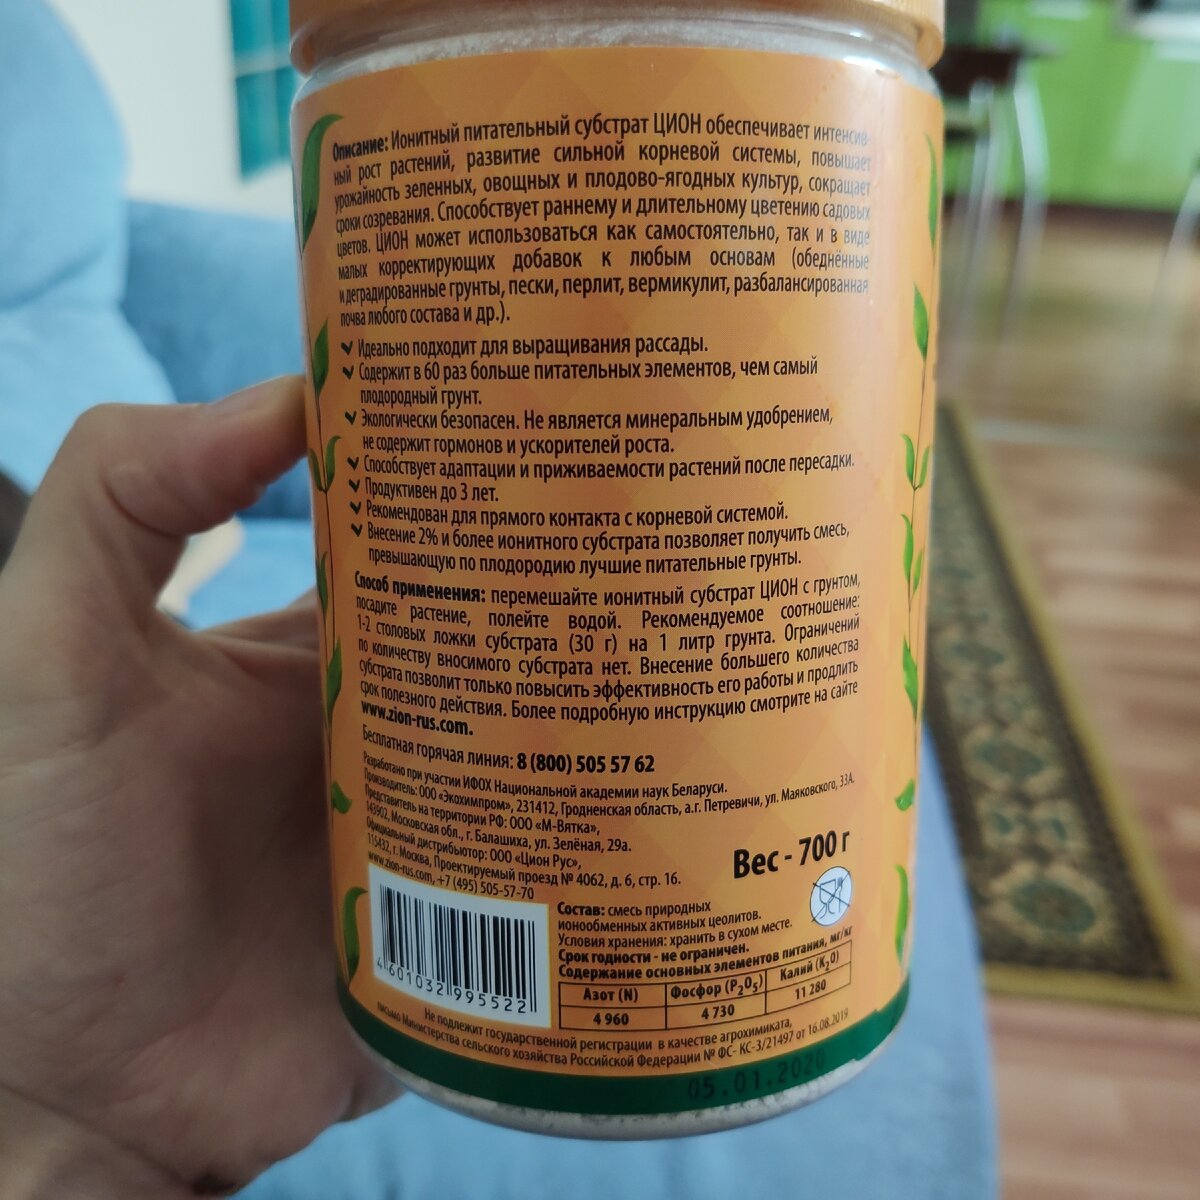 Описание: Ионитный питательный субстрат ЦИОН обеспечивает интенсив-
ный рост растений, развитие сильной корневой системы, повышает
урожайность зеленных, овощных и плодово-ягодных культур, сокращает
сроки созревания. Способствует раннему и длительному цветению садовых
цветов. ЦИОН может использоваться как самостоятельно, так и в виде
малых корректирующих добавок к любым основам (обеднённые
и деградированные грунты, пески, перлит, вермикулит, разбалансированная
почва любого состава и др.).
Идеально подходит для выращивания рассады.
Содержит в 60 раз больше питательных элементов, чем самый
плодородный грунт.
Экологически безопасен. Не является минеральным удобрением,
не содержит гормонов и ускорителей роста.
Способствует адаптации и приживаемости растений после пересадки.
Продуктивен до 3 лет.
Рекомендован для прямого контакта с корневой системой.
Внесение 2% и более ионитного субстрата позволяет получить смесь,
превышающую по плодородию лучшие питательные грунты.
Способ применения: перемешайте ионитный субстрат ЦИОН с грунтом,
посадите растение, полейте водой. Рекомендуемое соотношение:
1-2 столовых ложки субстрата (30 г) на 1 литр грунта. Ограничений
по количеству вносимого субстрата нет. Внесение большего количества
субстрата позволит только повысить эффективность его работы и продлить
срок полезного действия. Более подробную инструкцию смотрите на сайте
www.zion-rus.com.
Бесплатная горячая линия: 8 (800) 505 57 62
Разработано при участии ИФОХ Национальной академии наук Беларуси.
Производитель: ООО «Экохимпром», 231412, Гродненская область, а.г. Петревичи, ул. Маяковского, 33А.
Представитель на территории РФ: ООО «М-Вятка»,
143902, Московская обл., г. Балашиха, ул. Зелёная, 29а.
Официальный дистрибьютор: ООО «Цион Рус»,
115432, г. Москва, Проектируемый проезд № 4062, д. 6, стр. 16.
www.zion-rus.com, +7 (495) 505-57-70
Вес - 700 г
Состав: смесь природных
ионообменных активных цеолитов.
Условия хранения: хранить в сухом месте.
Срок годности - не ограничен.
Содержание основных элементов питания, мг/кг
Азот (N) Фосфор (P2O5) Калий (K2O)
4 960 4 730 11 280
4 601032 995522
Не подлежит государственной регистрации в качестве агрохимиката,
письмо Министерства сельского хозяйства Российской Федерации № ФС- КС-3/21497 от 16.08.2019
05.01.2020